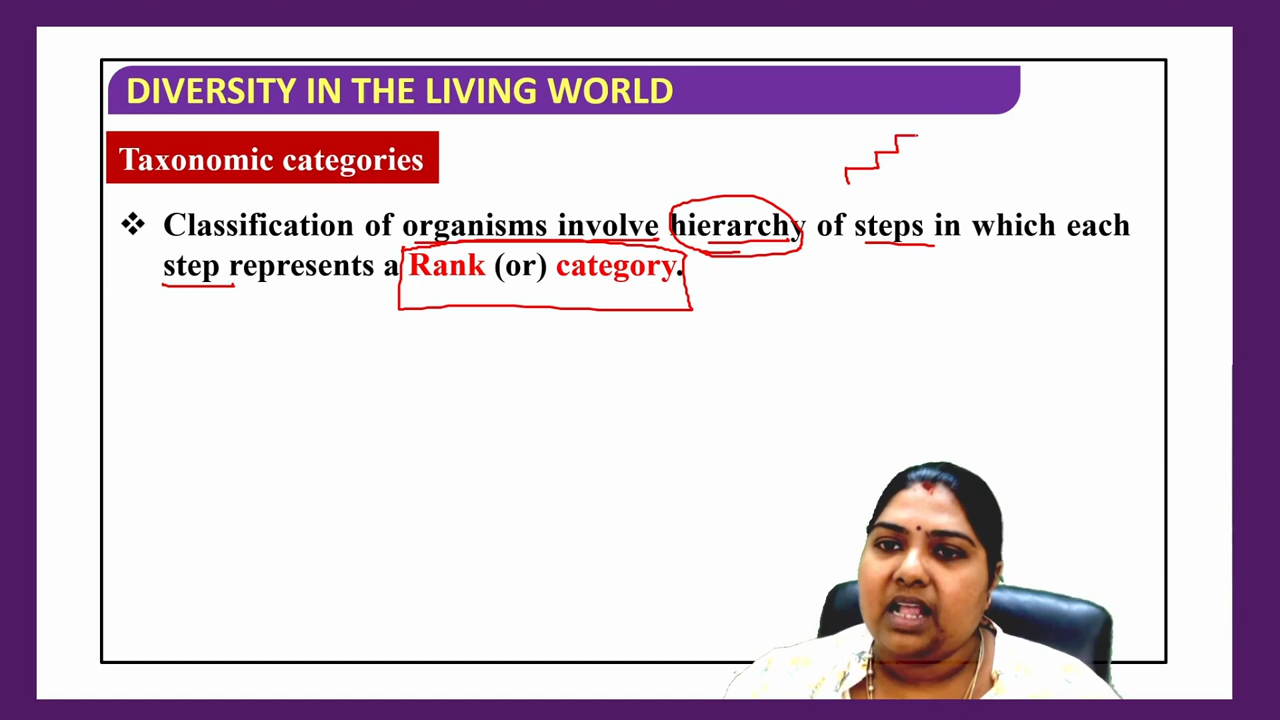 DIVERSITY IN THE LIVING WORLD
Taxonomic categories
❖ Classification of organisms involve hierarchy of steps in which each
step represents a Rank (or) category.